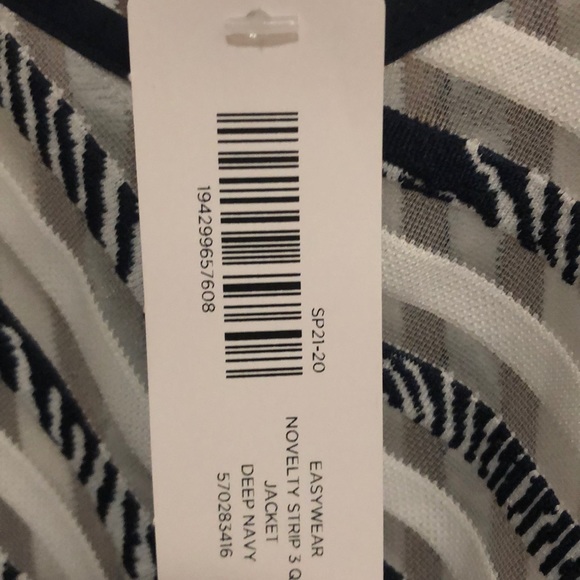 194299657608
SP21-20
EASYWEAR
NOVELTY STRIP 3 Q
JACKET
DEEP NAVY
570283416